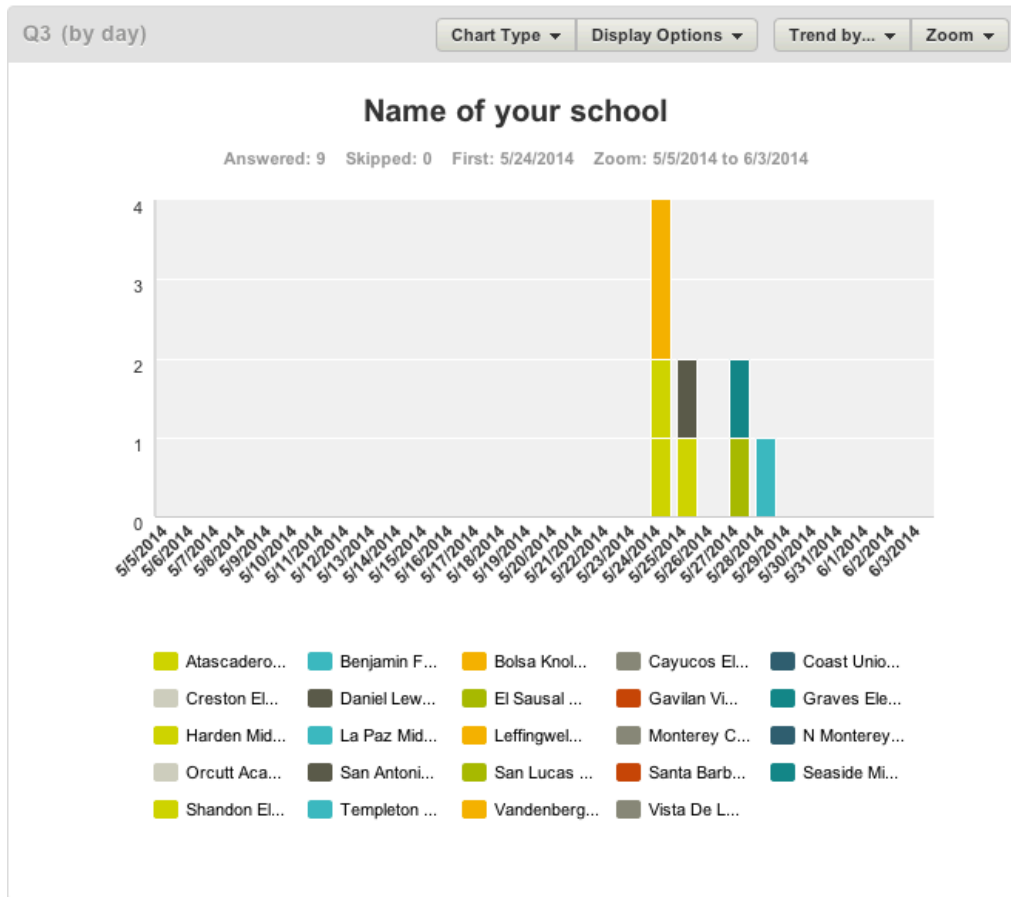 Q3 (by day) Chart Type Display Options Trend by... Zoom
Name of your school
Answered: 9 Skipped: 0 First: 5/24/2014 Zoom: 5/5/2014 to 6/3/2014
4
3
2
1
0
5/5/2014 5/6/2014 5/7/2014 5/8/2014 5/9/2014 5/10/2014 5/11/2014 5/12/2014 5/13/2014 5/14/2014 5/15/2014 5/16/2014 5/17/2014 5/18/2014 5/19/2014 5/20/2014 5/21/2014 5/22/2014 5/23/2014 5/24/2014 5/25/2014 5/26/2014 5/27/2014 5/28/2014 5/29/2014 5/30/2014 5/31/2014 6/1/2014 6/2/2014 6/3/2014
Atascadero... Benjamin F... Bolsa Knol... Cayucos El... Coast Unio...
Creston El... Daniel Lew... El Sausal ... Gavilan Vi... Graves Ele...
Harden Mid... La Paz Mid... Leffingwel... Monterey C... N Monterey...
Orcutt Aca... San Antoni... San Lucas ... Santa Barb... Seaside Mi...
Shandon El... Templeton ... Vandenberg... Vista De L...